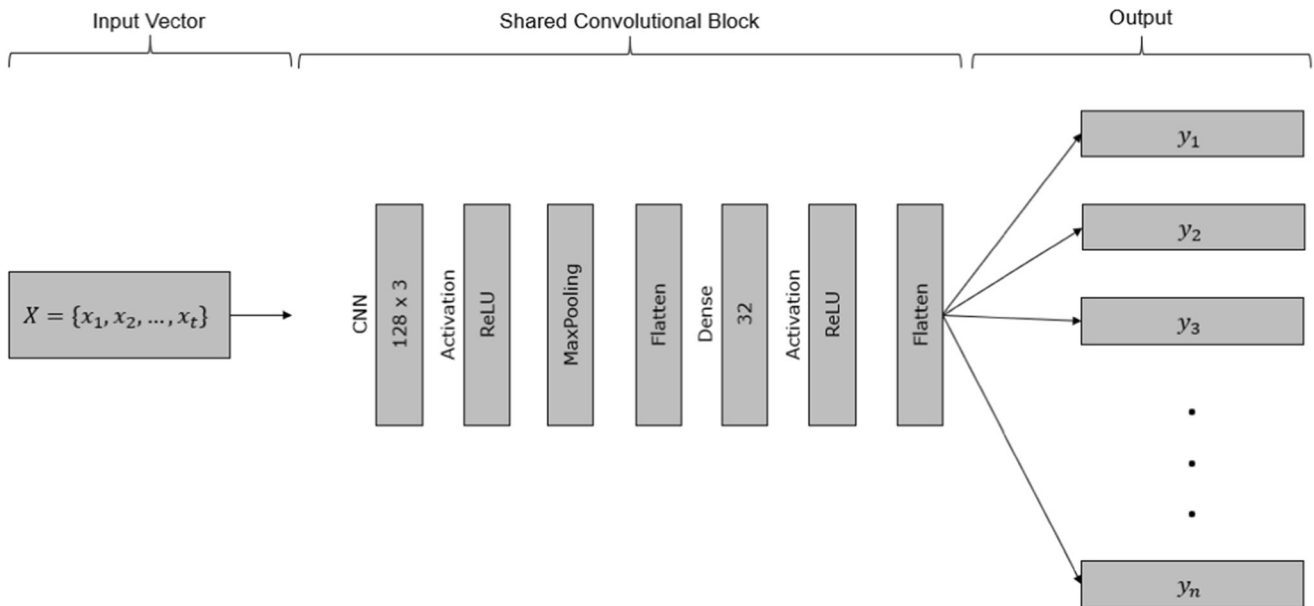 Input Vector
Shared Convolutional Block
Output
X = {x₁, x₂, ..., xₜ}
CNN
128 x 3
Activation
ReLU
MaxPooling
Flatten
Dense
32
Activation
ReLU
Flatten
y₁
y₂
y₃
yₙ